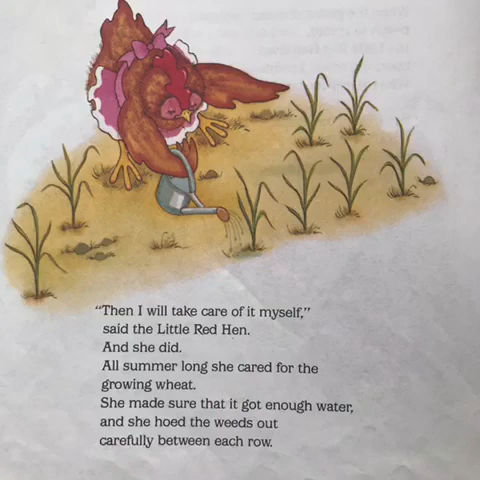 "Then I will take care of it myself,"
said the Little Red Hen.
And she did.
All summer long she cared for the
growing wheat.
She made sure that it got enough water,
and she hoed the weeds out
carefully between each row.